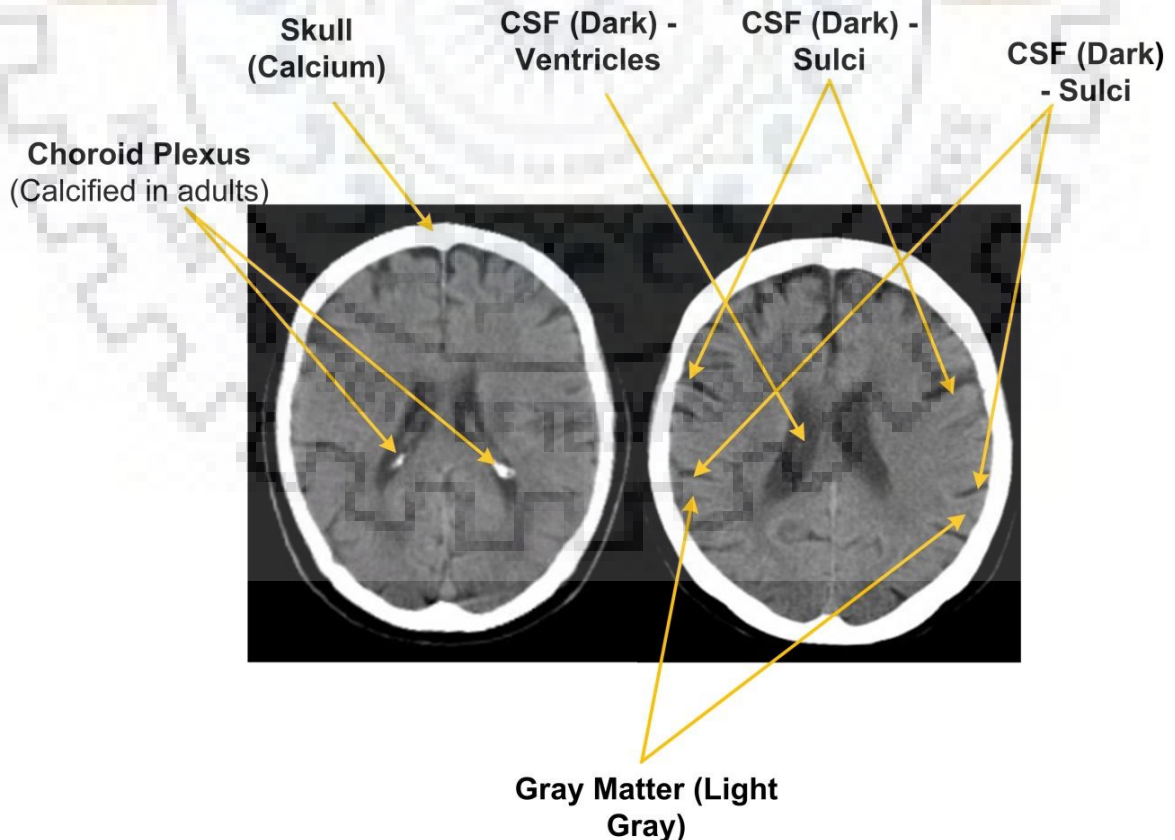 Skull
(Calcium)
CSF (Dark) -
Ventricles
CSF (Dark) -
Sulci
CSF (Dark)
- Sulci
Choroid Plexus
(Calcified in adults)
Gray Matter (Light
Gray)